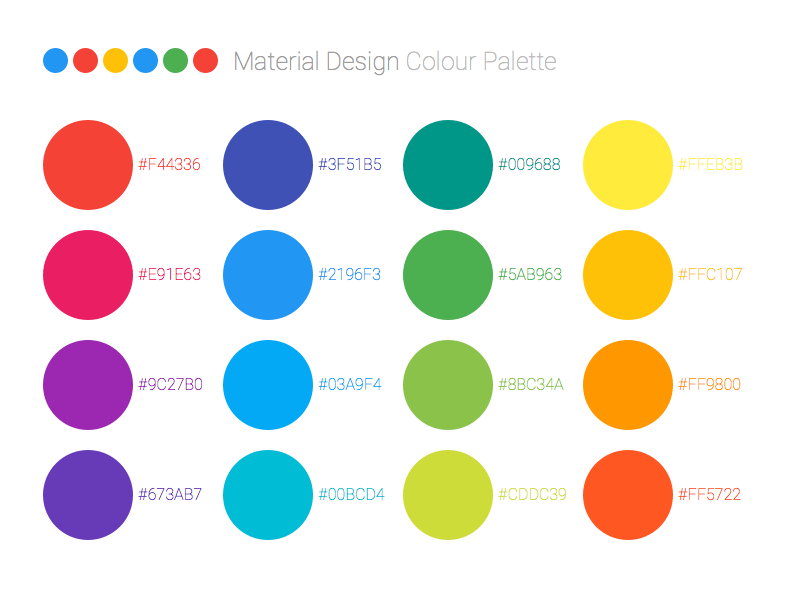 Material Design Colour Palette
#F44336 #3F51B5 #009688 #FFEB3B
#E91E63 #2196F3 #5AB963 #FFC107
#9C27B0 #03A9F4 #8BC34A #FF9800
#673AB7 #00BCD4 #CDDC39 #FF5722